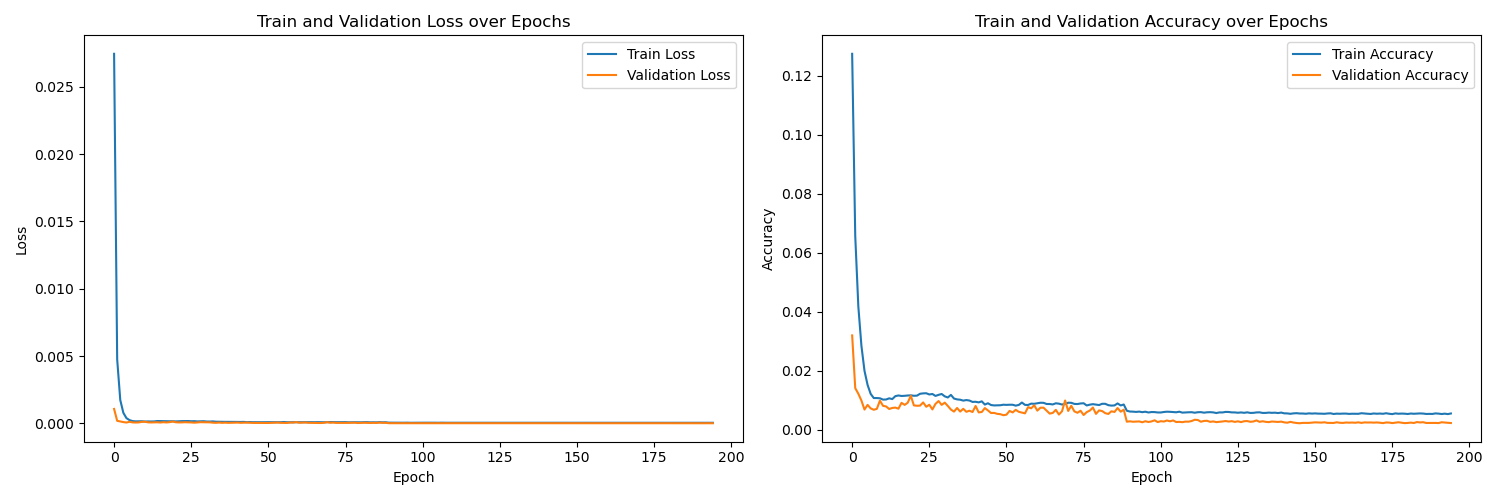 Train and Validation Loss over Epochs
Train Loss
Validation Loss
0.025
0.020
0.015
0.010
0.005
0.000
Loss
0 25 50 75 100 125 150 175 200
Epoch
Train and Validation Accuracy over Epochs
Train Accuracy
Validation Accuracy
0.12
0.10
0.08
0.06
0.04
0.02
0.00
Accuracy
0 25 50 75 100 125 150 175 200
Epoch